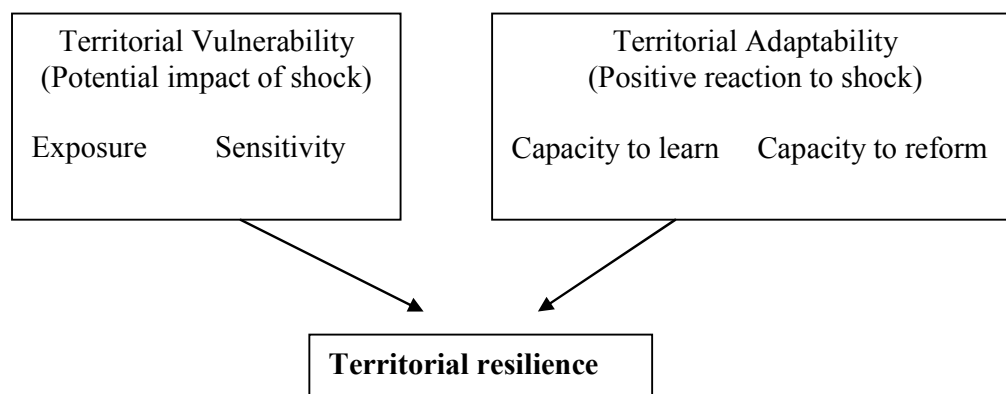 Territorial Vulnerability
(Potential impact of shock)
Exposure Sensitivity
Territorial Adaptability
(Positive reaction to shock)
Capacity to learn Capacity to reform
Territorial resilience